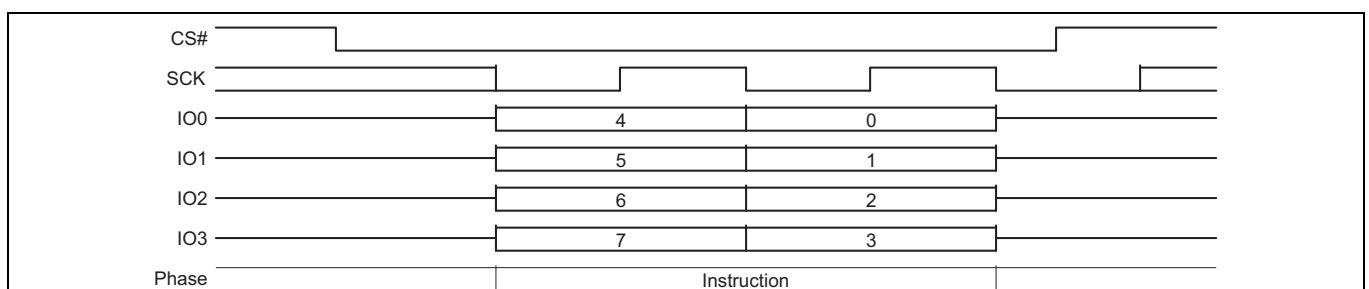 CS#
SCK
IO0 4 0
IO1 5 1
IO2 6 2
IO3 7 3
Phase Instruction